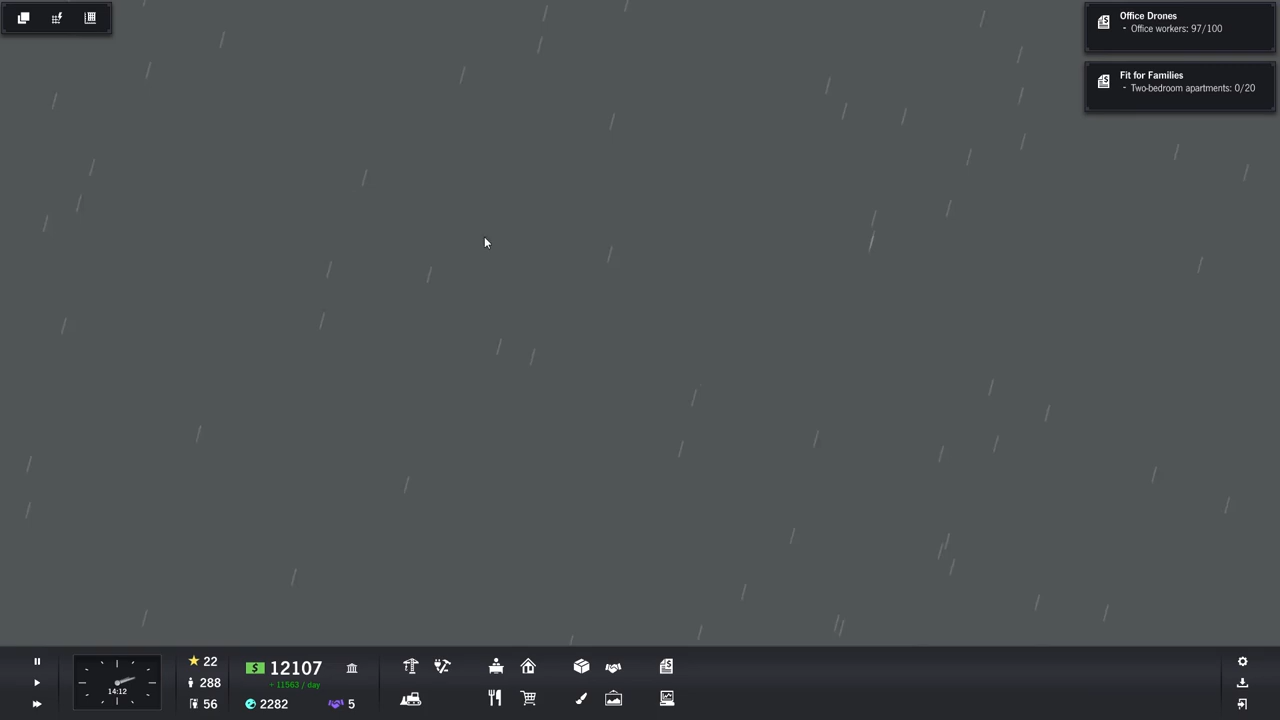 Office Drones
- Office workers: 97/100
Fit for Families
- Two-bedroom apartments: 0/20
14:12
22
288
56
$ 12107
+ 11563 / day
2282
5